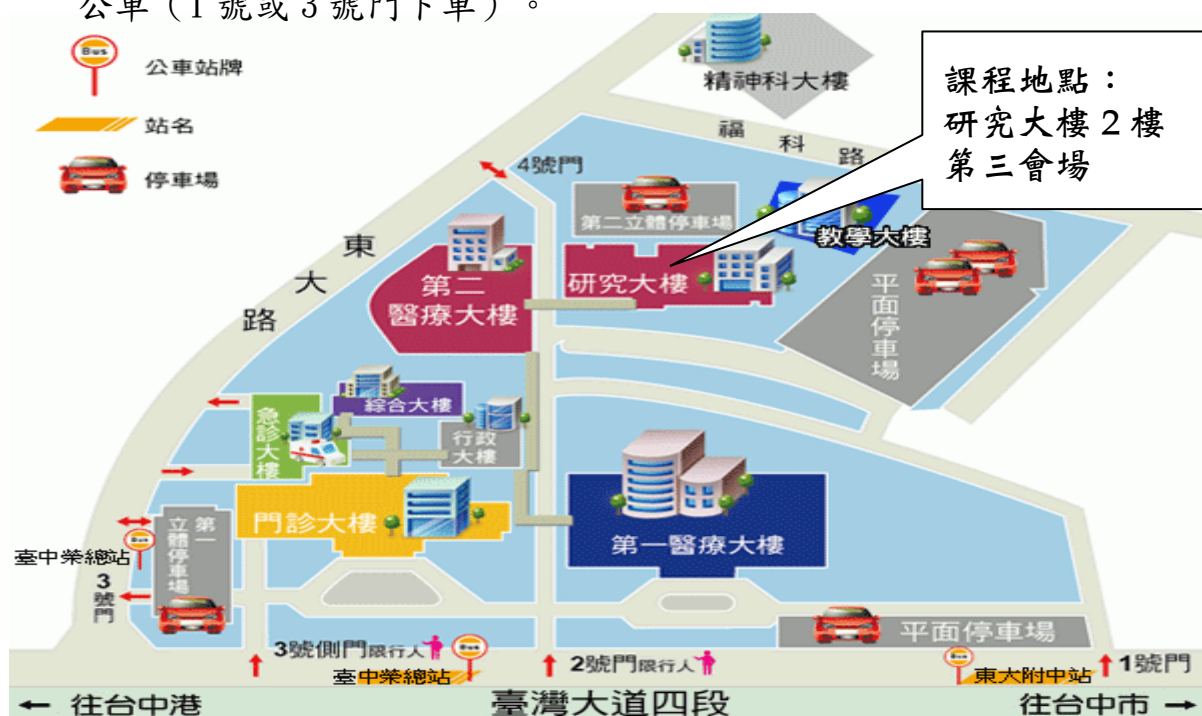 公車（1 號或 3 號門下車）。
Bus
公車站牌
站名
停車場
精神科大樓
課程地點：
研究大樓 2 樓
第三會場
福科路
4號門
第二立體停車場
教學大樓
東大路
第二
醫療大樓
研究大樓
平面停車場
綜合大樓
急診大樓
行政
大樓
門診大樓
第一醫療大樓
第一
立體停車場
Bus
臺中榮總站
3號門
平面停車場
3號側門限行人
Bus
臺中榮總站
2號門限行人
Bus
東大附中站
1號門
← 往台中港
臺灣大道四段
往台中市 →